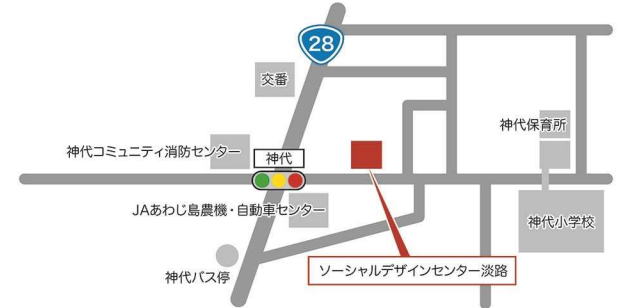 28
交番
神代保育所
神代コミュニティ消防センター
神代
JAあわじ島農機・自動車センター
神代小学校
神代バス停
ソーシャルデザインセンター淡路